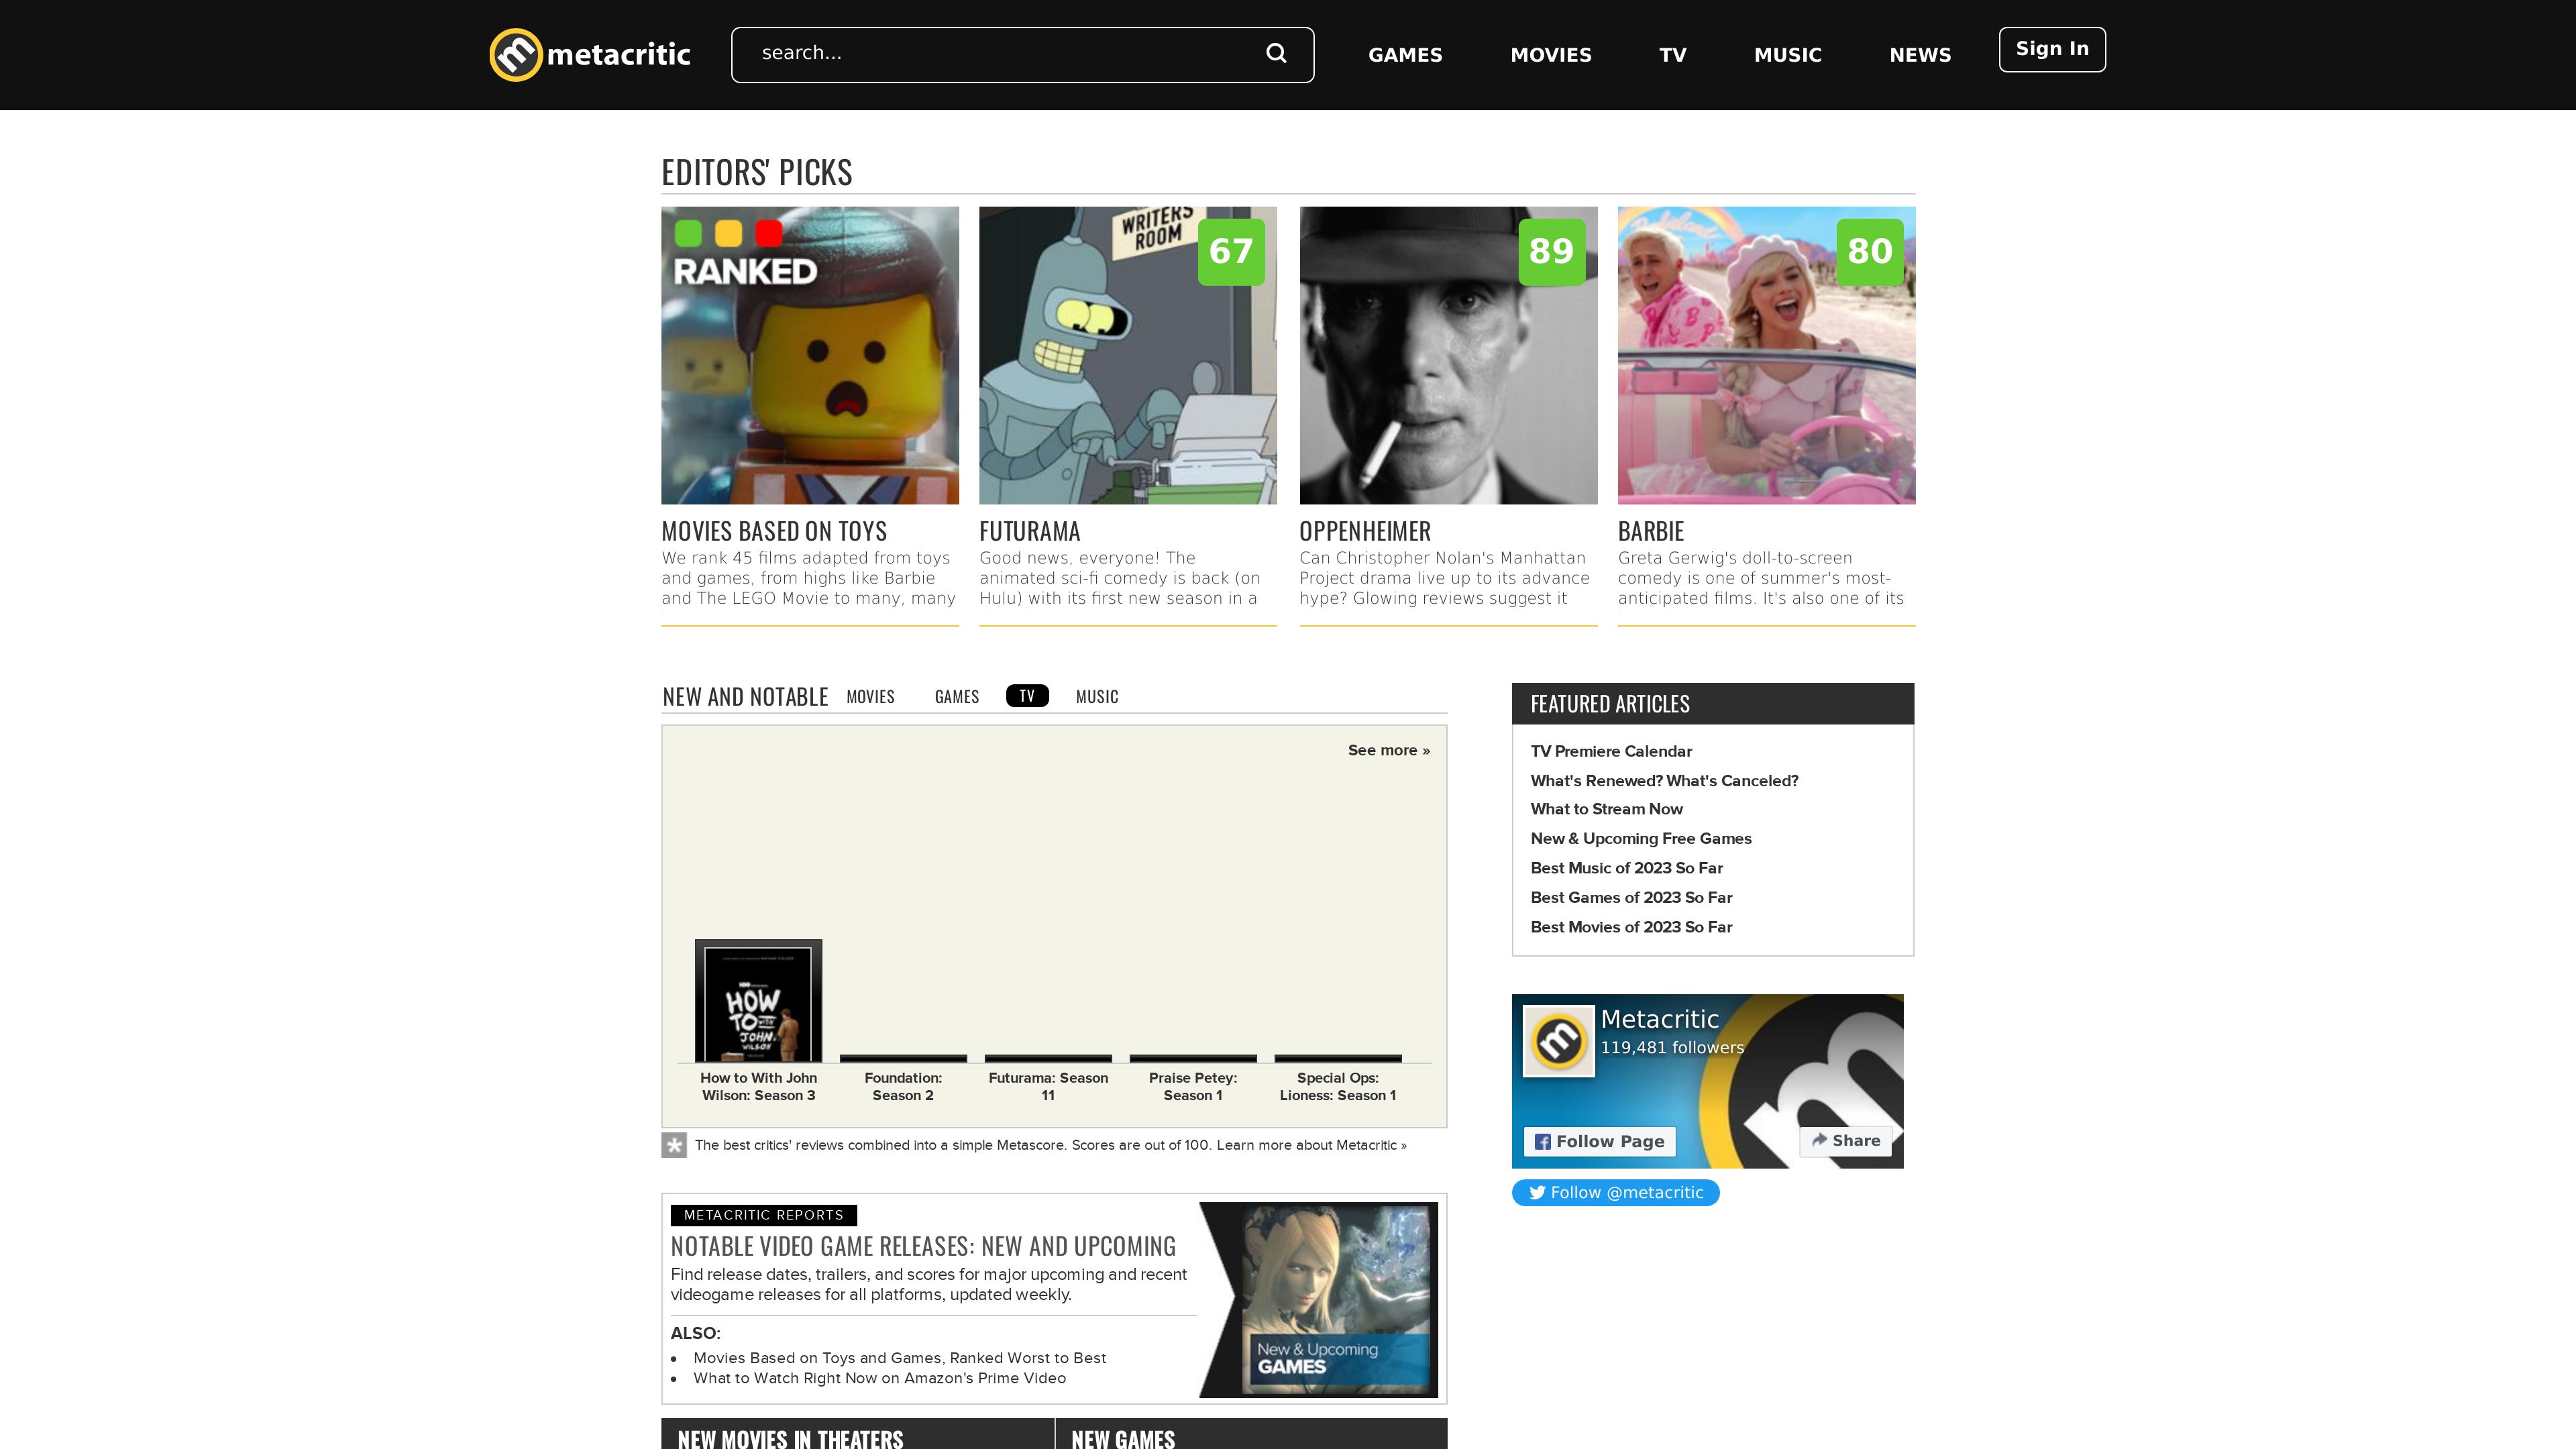 metacritic
search...
GAMES
MOVIES
TV
MUSIC
NEWS
Sign In
EDITORS' PICKS
RANKED
WRITERS
ROOM
67
89
80
MOVIES BASED ON TOYS
We rank 45 films adapted from toys
and games, from highs like Barbie
and The LEGO Movie to many, many
FUTURAMA
Good news, everyone! The
animated sci-fi comedy is back (on
Hulu) with its first new season in a
OPPENHEIMER
Can Christopher Nolan's Manhattan
Project drama live up to its advance
hype? Glowing reviews suggest it
BARBIE
Greta Gerwig's doll-to-screen
comedy is one of summer's most-
anticipated films. It's also one of its
NEW AND NOTABLE
MOVIES
GAMES
TV
MUSIC
See more »
HOW
TO WITH
JOHN
WILSON
How to With John
Wilson: Season 3
Foundation:
Season 2
Futurama: Season
11
Praise Petey:
Season 1
Special Ops:
Lioness: Season 1
The best critics' reviews combined into a simple Metascore. Scores are out of 100. Learn more about Metacritic »
METACRITIC REPORTS
NOTABLE VIDEO GAME RELEASES: NEW AND UPCOMING
Find release dates, trailers, and scores for major upcoming and recent
videogame releases for all platforms, updated weekly.
ALSO:
Movies Based on Toys and Games, Ranked Worst to Best
What to Watch Right Now on Amazon's Prime Video
New & Upcoming
GAMES
NEW MOVIES IN THEATERS
NEW GAMES
FEATURED ARTICLES
TV Premiere Calendar
What's Renewed? What's Canceled?
What to Stream Now
New & Upcoming Free Games
Best Music of 2023 So Far
Best Games of 2023 So Far
Best Movies of 2023 So Far
Metacritic
119,481 followers
Follow Page
Share
Follow @metacritic